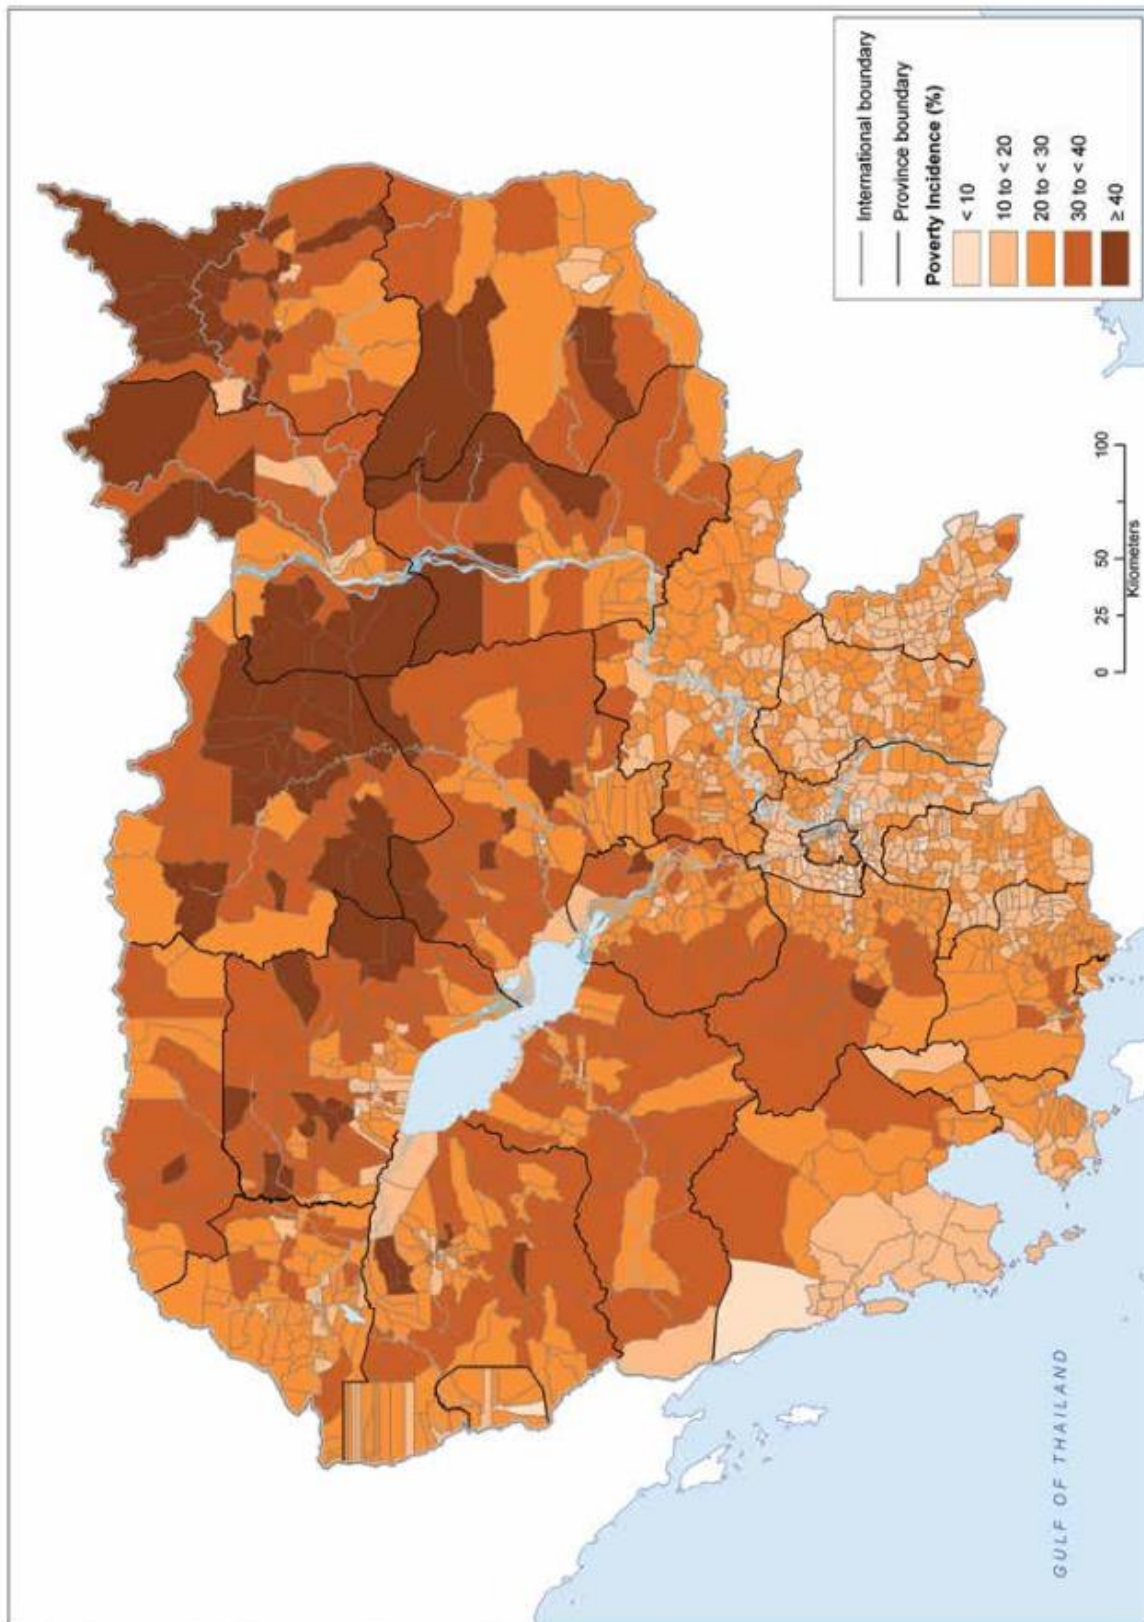 International boundary
Province boundary
Poverty Incidence (%)
< 10
10 to < 20
20 to < 30
30 to < 40
≥ 40
0 25 50 100
Kilometers
GULF OF THAILAND